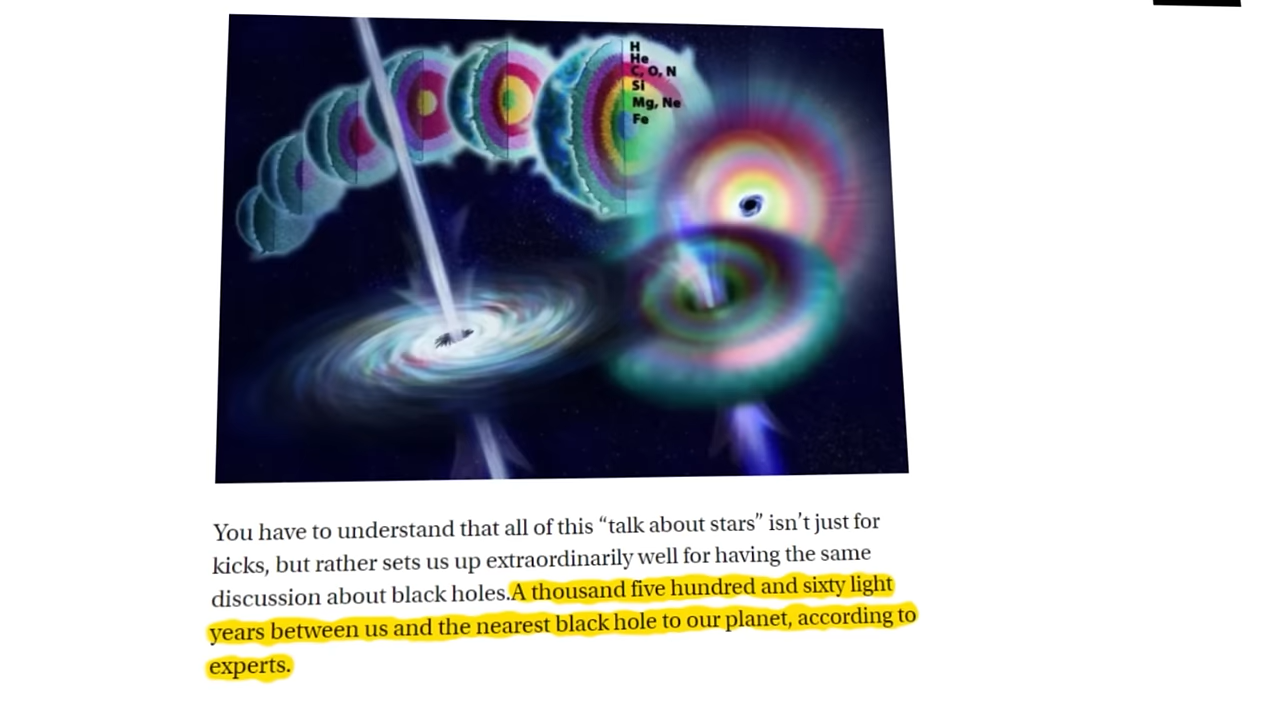 H
He
C, O, N
Si
Mg, Ne
Fe
You have to understand that all of this “talk about stars” isn’t just for
kicks, but rather sets us up extraordinarily well for having the same
discussion about black holes.A thousand five hundred and sixty light
years between us and the nearest black hole to our planet, according to
experts.